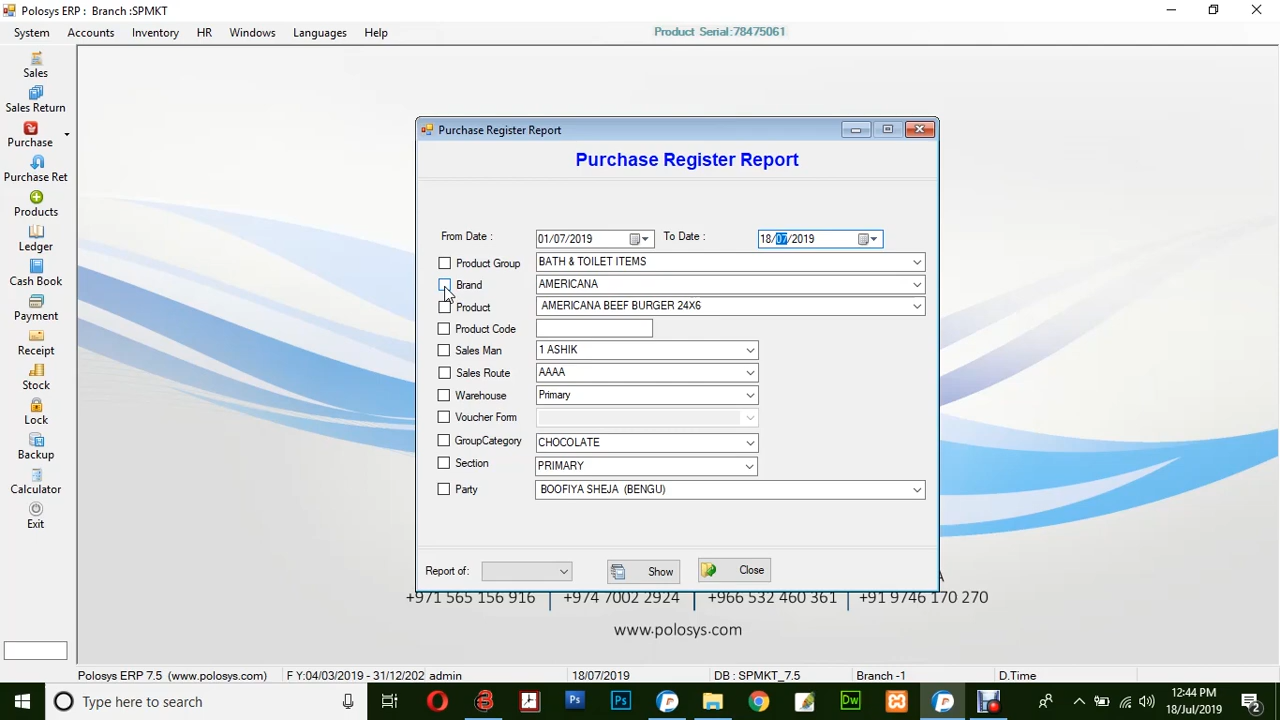 Polosys ERP : Branch :SPMKT
System Accounts Inventory HR Windows Languages Help
Product Serial:78475061
Sales
Sales Return
Purchase
Purchase Ret
Products
Ledger
Cash Book
Payment
Receipt
Stock
Lock
Backup
Calculator
Exit
Purchase Register Report
Purchase Register Report
From Date : 01/07/2019 To Date : 18/07/2019
Product Group BATH & TOILET ITEMS
Brand AMERICANA
Product AMERICANA BEEF BURGER 24X6
Product Code
Sales Man 1 ASHIK
Sales Route AAAA
Warehouse Primary
Voucher Form
GroupCategory CHOCOLATE
Section PRIMARY
Party BOOFIYA SHEJA (BENGU)
Report of: Show Close
A
+971 565 156 916 +974 7002 2924 +966 532 460 361 +91 9746 170 270
www.polosys.com
Polosys ERP 7.5 (www.polosys.com) F Y:04/03/2019 - 31/12/202 admin 18/07/2019 DB : SPMKT_7.5 Branch -1 D.Time
Type here to search
Ps
Dw
12:44 PM
18/Jul/2019
2